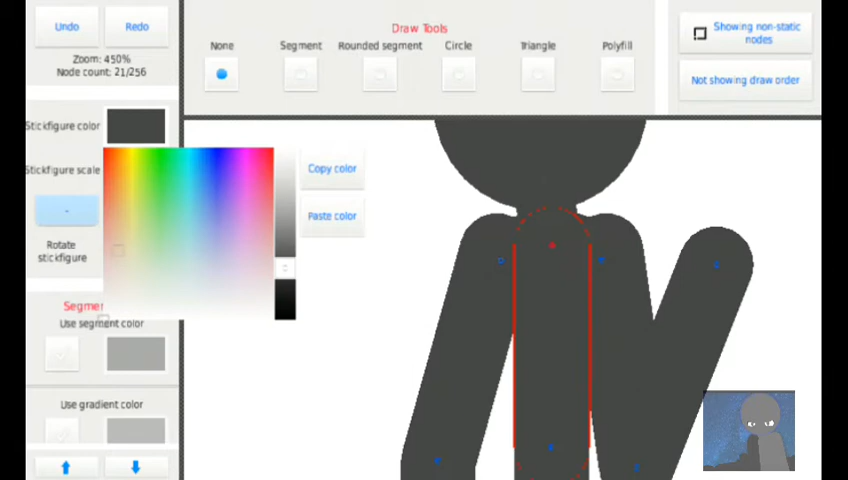 Undo
Redo
Zoom: 450%
Node count: 21/256
Draw Tools
None
Segment
Rounded segment
Circle
Triangle
Polyfill
Showing non-static
nodes
Not showing draw order
Stickfigure color
Stickfigure scale
-
Rotate
stickfigure
Copy color
Paste color
Use segment color
Use gradient color